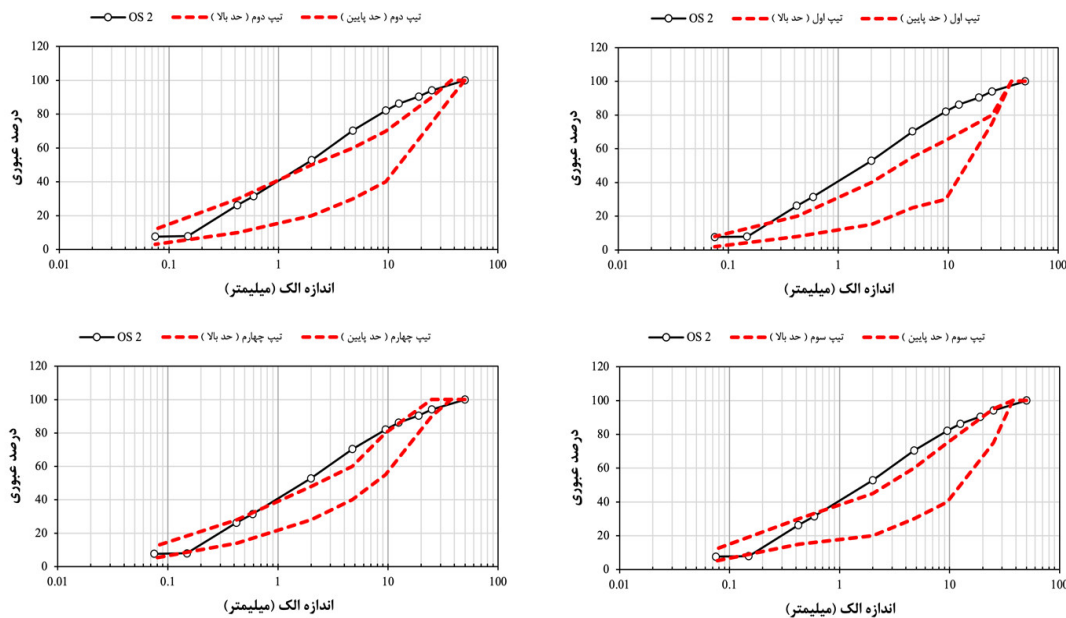 OS 2 تیپ دوم ( حد بالا ) تیپ دوم ( حد پایین )
درصد عبوری
120
100
80
60
40
20
0
0.01 0.1 1 10 100
اندازه الک (میلیمتر)
OS 2 تیپ اول ( حد بالا ) تیپ اول ( حد پایین )
درصد عبوری
120
100
80
60
40
20
0
0.01 0.1 1 10 100
اندازه الک (میلیمتر)
OS 2 تیپ چهارم ( حد بالا ) تیپ چهارم ( حد پایین )
درصد عبوری
120
100
80
60
40
20
0
0.01 0.1 1 10 100
اندازه الک (میلیمتر)
OS 2 تیپ سوم ( حد بالا ) تیپ سوم ( حد پایین )
درصد عبوری
120
100
80
60
40
20
0
0.01 0.1 1 10 100
اندازه الک (میلیمتر)